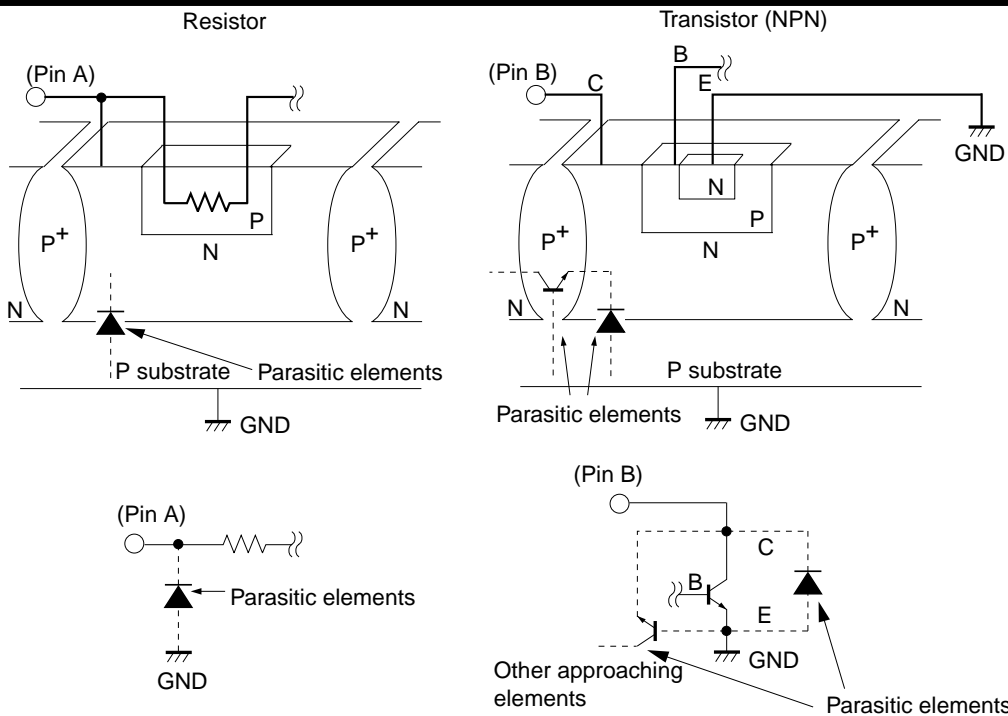 Resistor
(Pin A)
P+
P
N
P+
N
N
P substrate
Parasitic elements
GND
Transistor (NPN)
(Pin B)
C
B
E
GND
P+
N
P
N
P+
N
N
P substrate
Parasitic elements
GND
(Pin A)
Parasitic elements
GND
(Pin B)
C
B
E
GND
Other approaching
elements
Parasitic elements